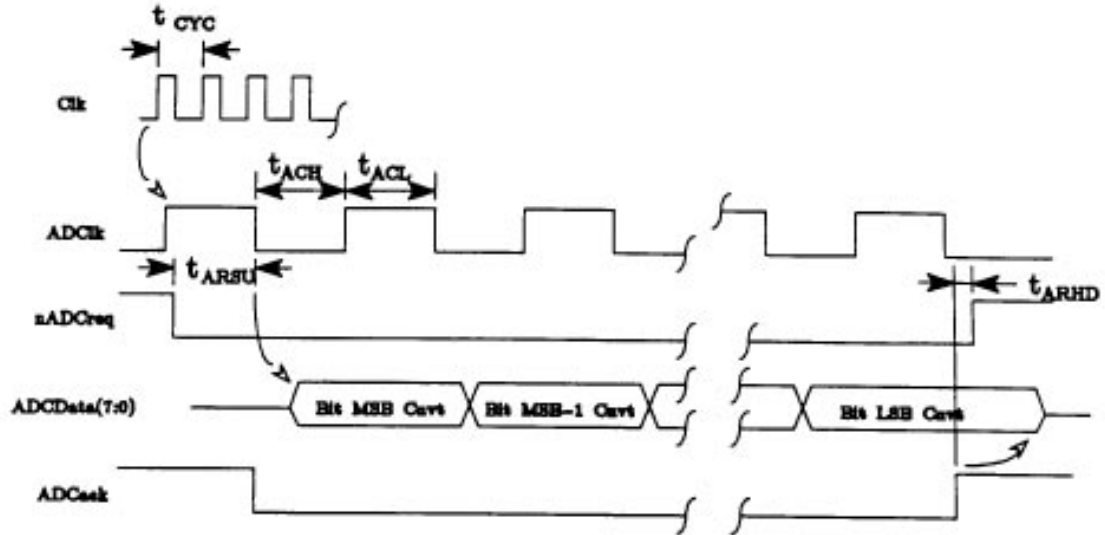 t CYC
Clk
t ACH t ACL
ADClk
t ARSU
t ARHD
nADCreq
ADCData(7:0)
Bit MSB Cnvt Bit MSB-1 Cnvt Bit LSB Cnvt
ADCack